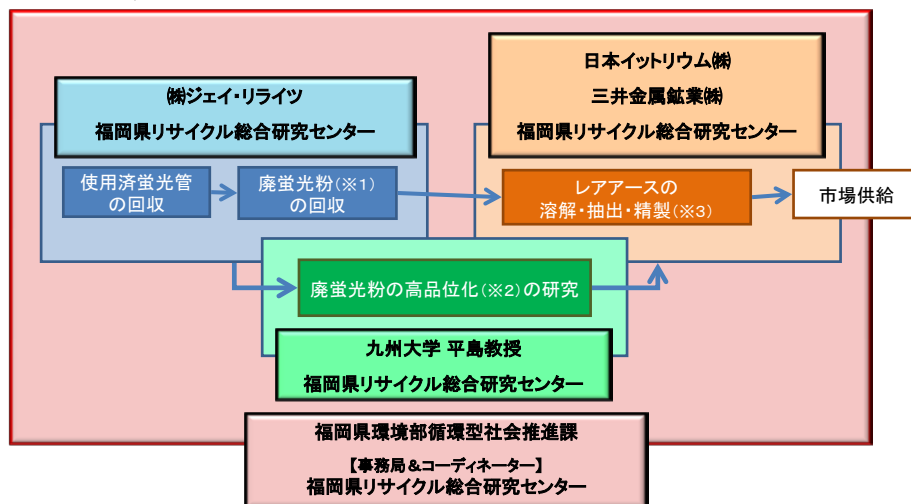 ㈱ジェイ・リライツ
福岡県リサイクル総合研究センター
日本イットリウム㈱
三井金属鉱業㈱
福岡県リサイクル総合研究センター
使用済蛍光管
の回収
廃蛍光粉(※1)
の回収
レアアースの
溶解・抽出・精製(※3)
市場供給
廃蛍光粉の高品位化(※2)の研究
九州大学 平島教授
福岡県リサイクル総合研究センター
福岡県環境部循環型社会推進課
【事務局&コーディネーター】
福岡県リサイクル総合研究センター